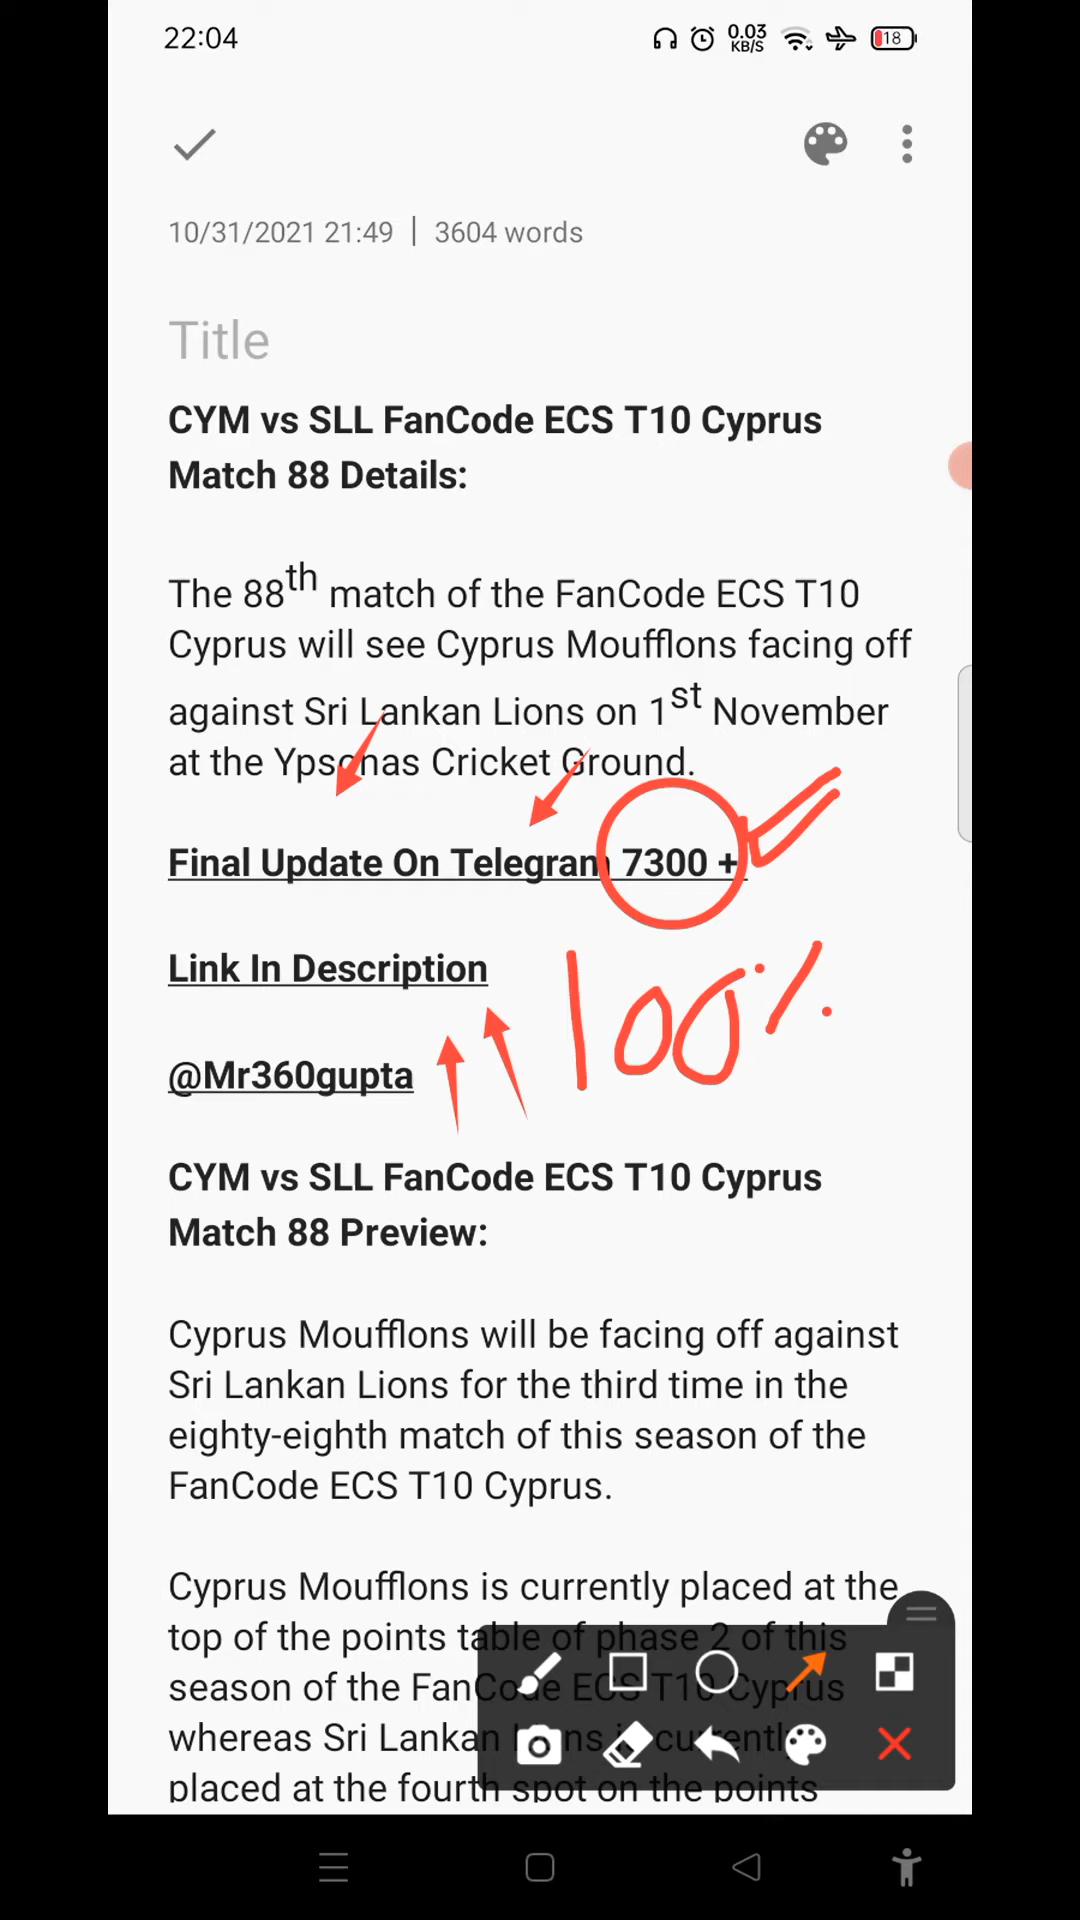 22:04
0.03
KB/S
18
10/31/2021 21:49 | 3604 words
Title
CYM vs SLL FanCode ECS T10 Cyprus
Match 88 Details:
The 88th match of the FanCode ECS T10
Cyprus will see Cyprus Moufflons facing off
against Sri Lankan Lions on 1st November
at the Ypsonas Cricket Ground.
Final Update On Telegram 7300 +
Link In Description
100%
@Mr360gupta
CYM vs SLL FanCode ECS T10 Cyprus
Match 88 Preview:
Cyprus Moufflons will be facing off against
Sri Lankan Lions for the third time in the
eighty-eighth match of this season of the
FanCode ECS T10 Cyprus.
Cyprus Moufflons is currently placed at the
top of the points table of phase 2 of this
season of the FanCode ECS T10 Cyprus
whereas Sri Lankan Lions is currently
placed at the fourth spot on the points